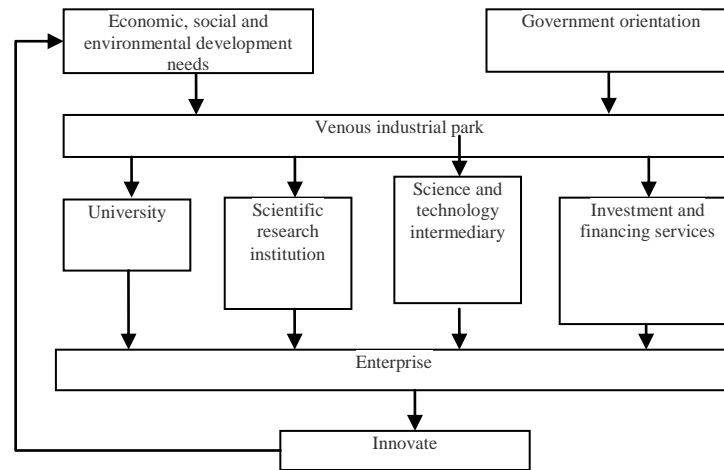 Economic, social and
environmental development
needs
Government orientation
Venous industrial park
University
Scientific
research
institution
Science and
technology
intermediary
Investment and
financing services
Enterprise
Innovate